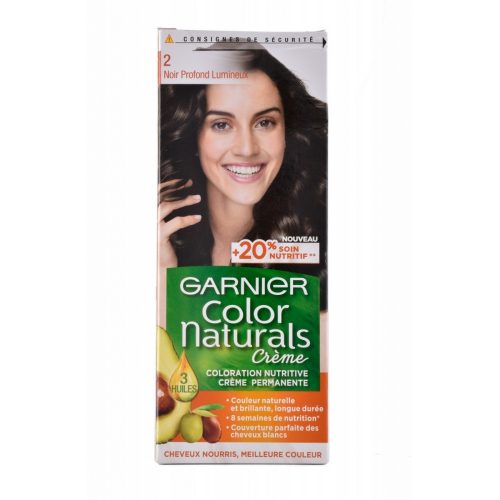 CONSIGNES DE SÉCURITÉ
2
Noir Profond Lumineux
NOUVEAU
+20% SOIN
NUTRITIF**
GARNIER
Color
Naturals
Crème
COLORATION NUTRITIVE
CRÈME PERMANENTE
3
HUILES
• Couleur naturelle
et brillante, longue durée
• 8 semaines de nutrition*
• Couverture parfaite des
cheveux blancs
CHEVEUX NOURRIS, MEILLEURE COULEUR